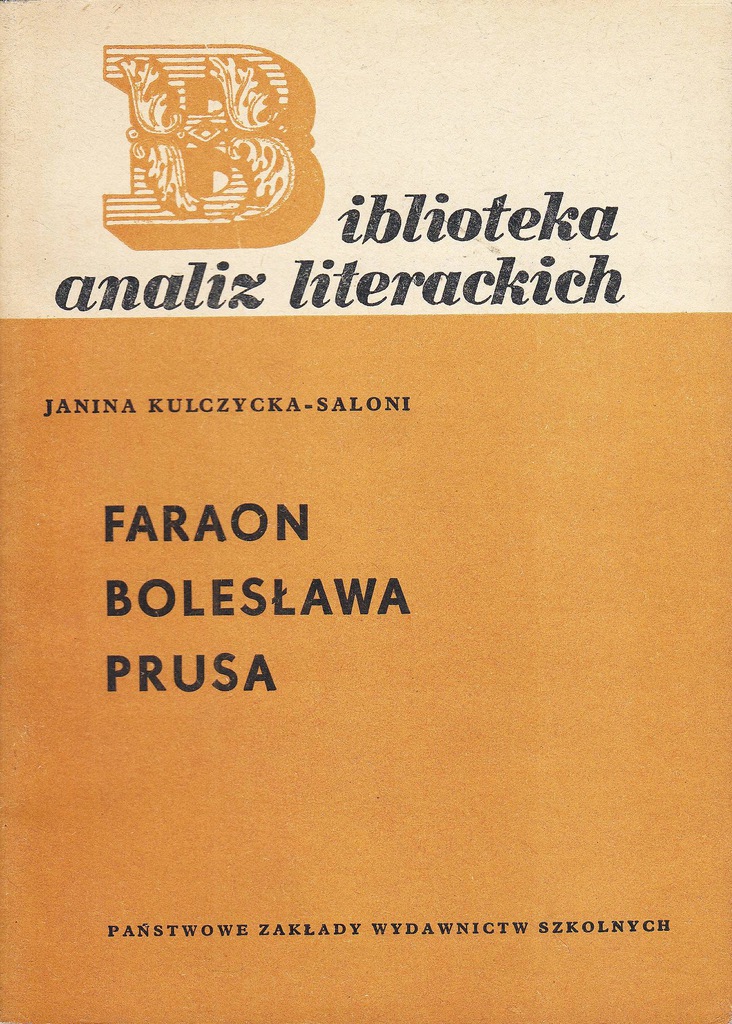 Biblioteka
analiz literackich
JANINA KULCZYCKA-SALONI
FARAON
BOLESŁAWA
PRUSA
PAŃSTWOWE ZAKŁADY WYDAWNICTW SZKOLNYCH